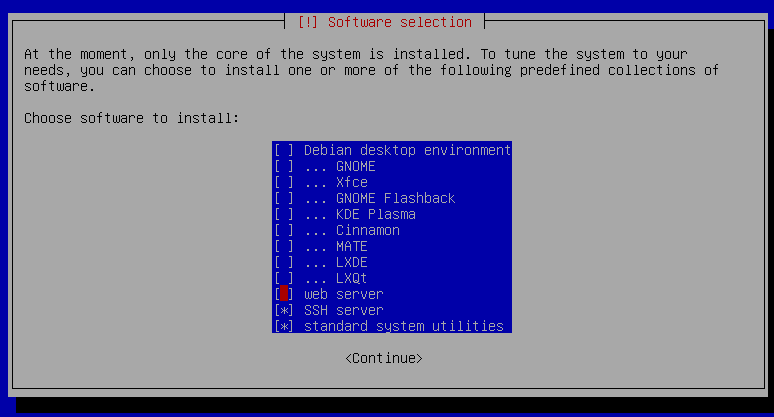 [!] Software selection
At the moment, only the core of the system is installed. To tune the system to your
needs, you can choose to install one or more of the following predefined collections of
software.
Choose software to install:
[ ] Debian desktop environment
[ ] ... GNOME
[ ] ... Xfce
[ ] ... GNOME Flashback
[ ] ... KDE Plasma
[ ] ... Cinnamon
[ ] ... MATE
[ ] ... LXDE
[ ] ... LXQt
[ ] web server
[*] SSH server
[*] standard system utilities
<Continue>